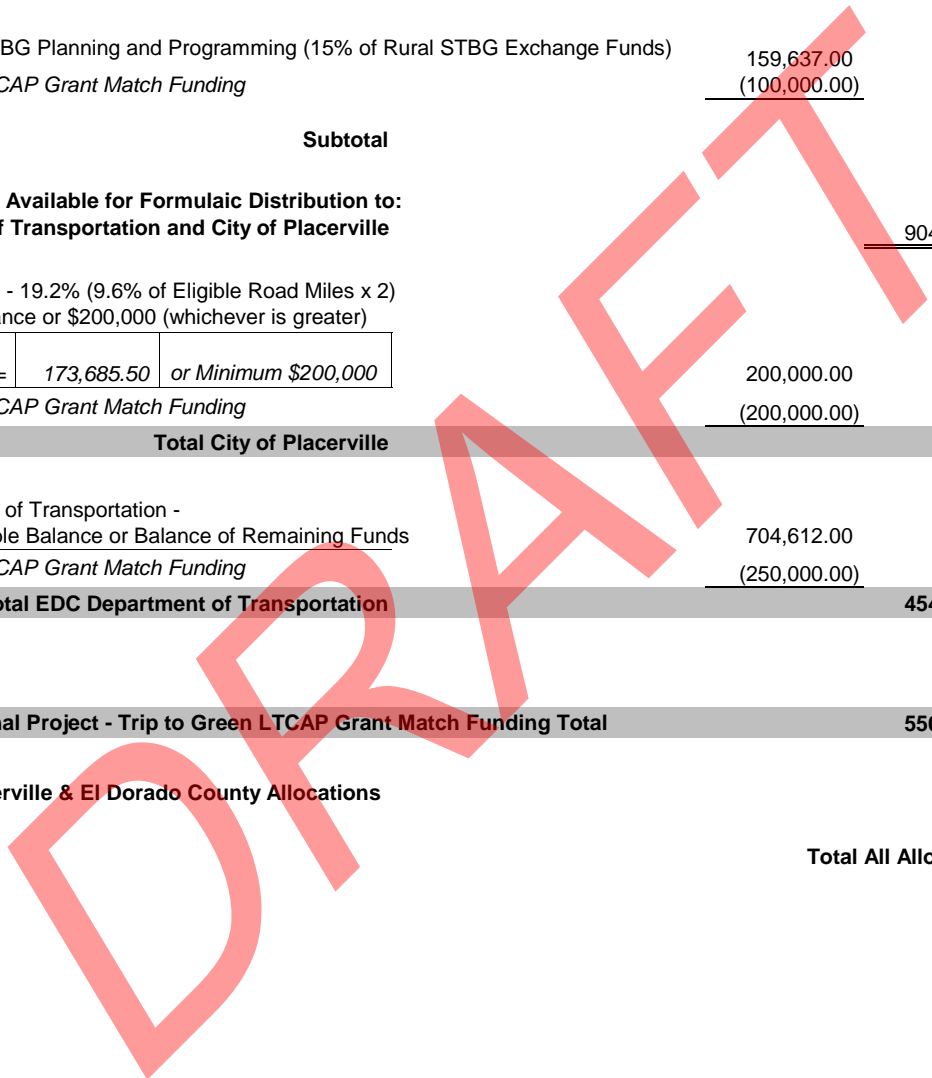 BG Planning and Programming (15% of Rural STBG Exchange Funds) 159,637.00
CAP Grant Match Funding (100,000.00)
Subtotal
Available for Formulaic Distribution to:
f Transportation and City of Placerville 904
- 19.2% (9.6% of Eligible Road Miles x 2)
ance or $200,000 (whichever is greater)
= 173,685.50 or Minimum $200,000 200,000.00
CAP Grant Match Funding (200,000.00)
Total City of Placerville
of Transportation -
ble Balance or Balance of Remaining Funds 704,612.00
CAP Grant Match Funding (250,000.00)
otal EDC Department of Transportation 454
nal Project - Trip to Green LTCAP Grant Match Funding Total 550
erville & El Dorado County Allocations
Total All Allo
DRAFT